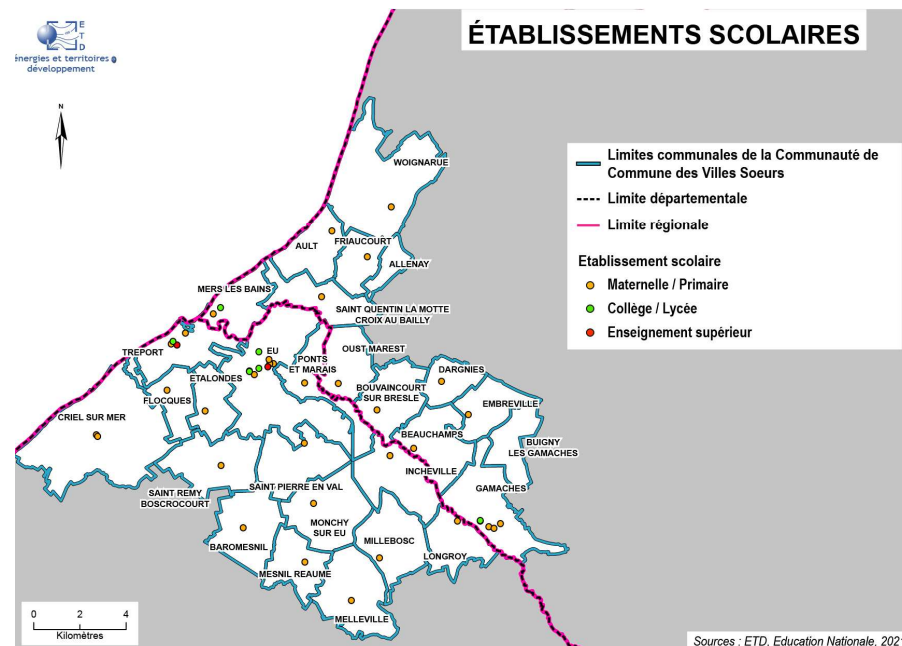 ÉTABLISSEMENTS SCOLAIRES
E
T
D
énergies et territoires
développement
N
Limites communales de la Communauté de
Commune des Villes Soeurs
Limite départementale
Limite régionale
Etablissement scolaire
Maternelle / Primaire
Collège / Lycée
Enseignement supérieur
WOIGNARUE
AULT
FRIAUCOURT
ALLENAY
MERS LES BAINS
SAINT QUENTIN LA MOTTE
CROIX AU BAILLY
TREPORT
EU
PONTS
ET MARAIS
OUST MAREST
ETALONDES
DARGNIES
BOUVAINCOURT
SUR BRESLE
FLOCQUES
EMBREVILLE
CRIEL SUR MER
BEAUCHAMPS
BUIGNY
LES GAMACHES
INCHEVILLE
SAINT PIERRE EN VAL
GAMACHES
SAINT REMY
BOSCROCOURT
MONCHY
SUR EU
MILLEBOSC
BAROMESNIL
LONGROY
MESNIL REAUME
MELLEVILLE
0 2 4
Kilomètres
Sources : ETD, Education Nationale, 202